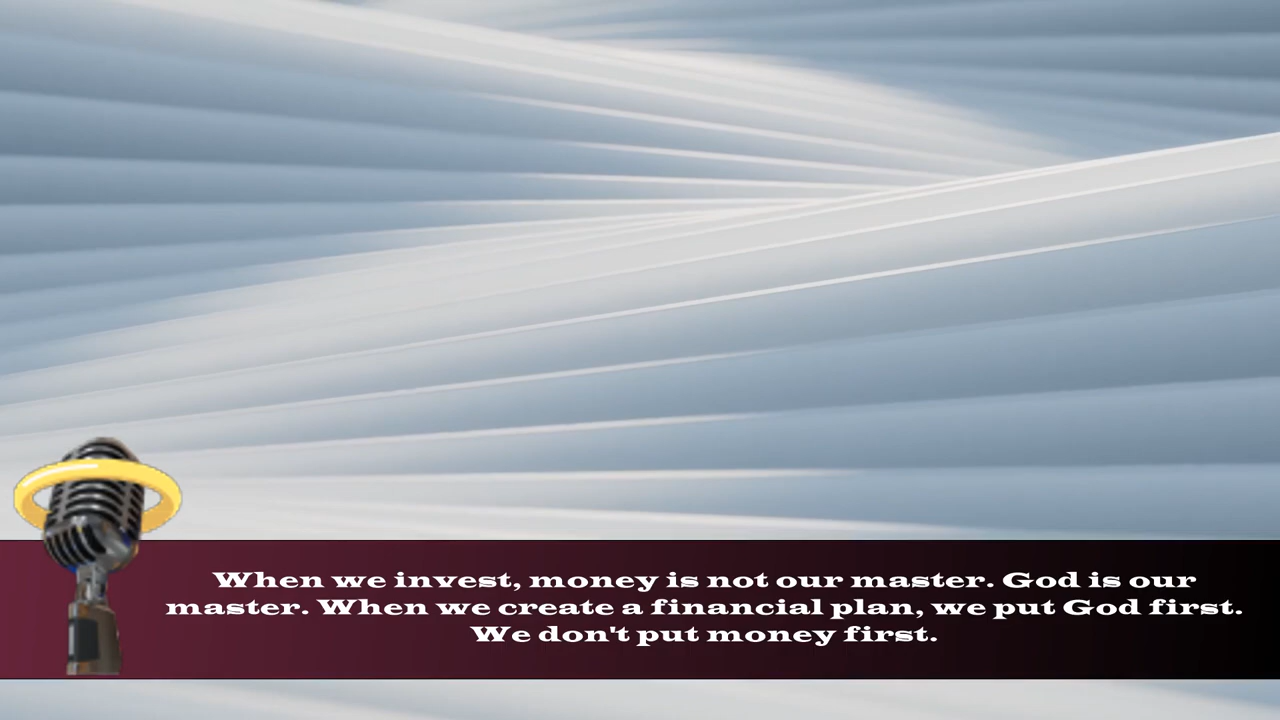 When we invest, money is not our master. God is our
master. When we create a financial plan, we put God first.
We don't put money first.